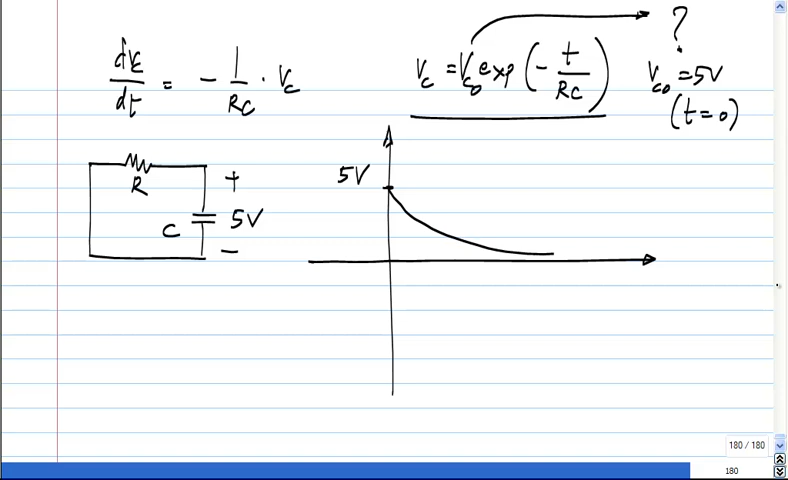 ?
dVc/dt = - 1/RC · Vc
Vc = Vc0 exp(- t/RC)
Vc0 = 5V
(t=0)
R
+
C
5V
-
5V
180 / 180
180